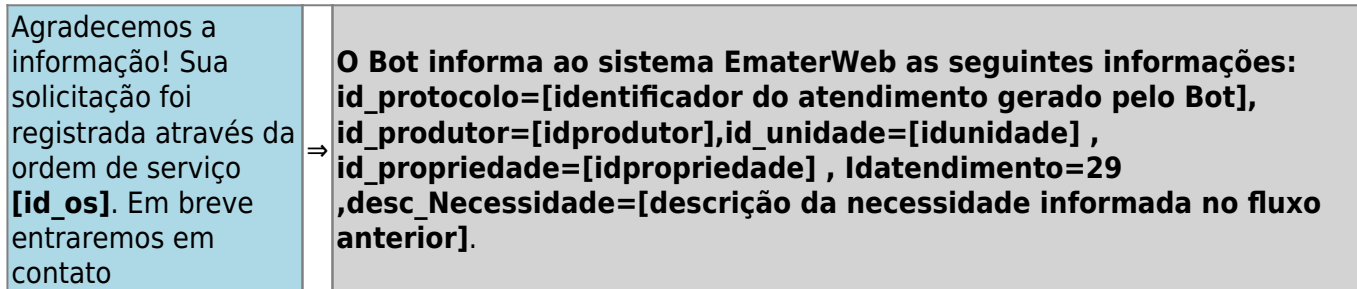 Agradecemos a
informação! Sua
solicitação foi
registrada através da
ordem de serviço
[id_os]. Em breve
entraremos em
contato
⇒
O Bot informa ao sistema EmaterWeb as seguintes informações:
id_protocolo=[identificador do atendimento gerado pelo Bot],
id_produtor=[idprodutor],id_unidade=[idunidade] ,
id_propriedade=[idpropriedade] , Idatendimento=29
,desc_Necessidade=[descrição da necessidade informada no fluxo
anterior].